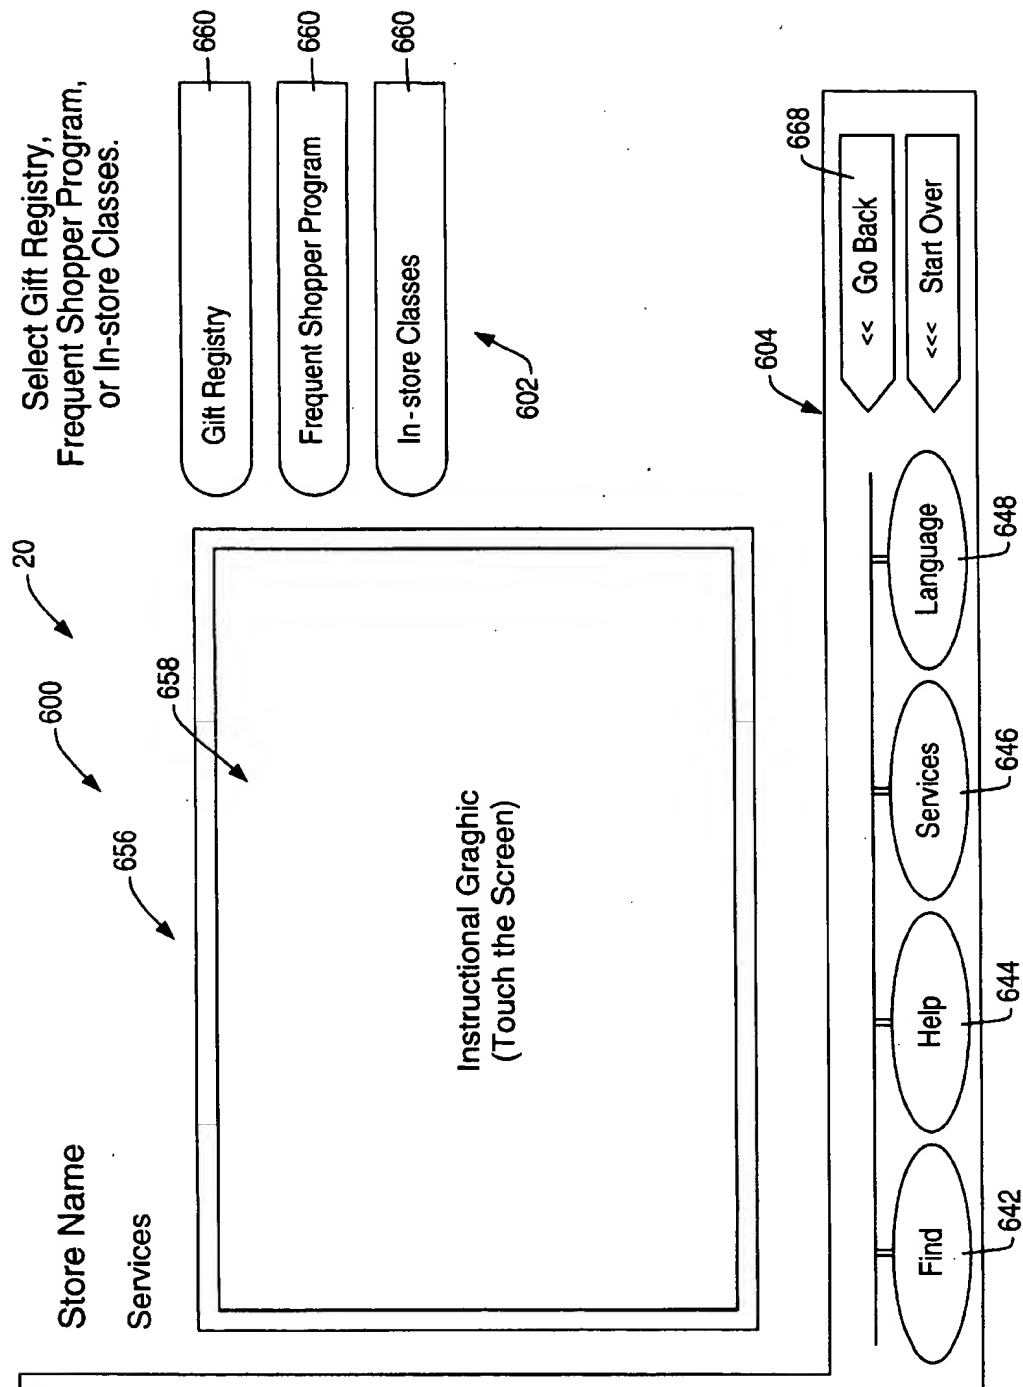 Store Name
Services
656
600
20
658
Instructional Graghic
(Touch the Screen)
Select Gift Registry,
Frequent Shopper Program,
or In-store Classes.
Gift Registry
660
Frequent Shopper Program
660
In-store Classes
660
602
604
668
<< Go Back
<<< Start Over
Find
Help
Services
Language
642
644
646
648